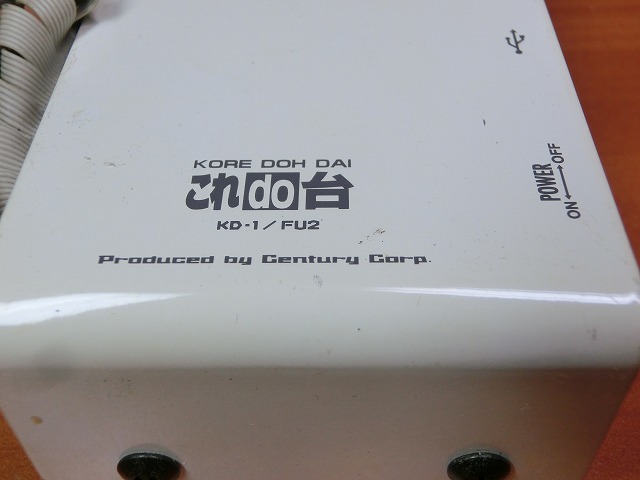 KORE DOH DAI
これdo台
KD-1/FU2
Produced by Century Corp.
POWER
ON ←→ OFF